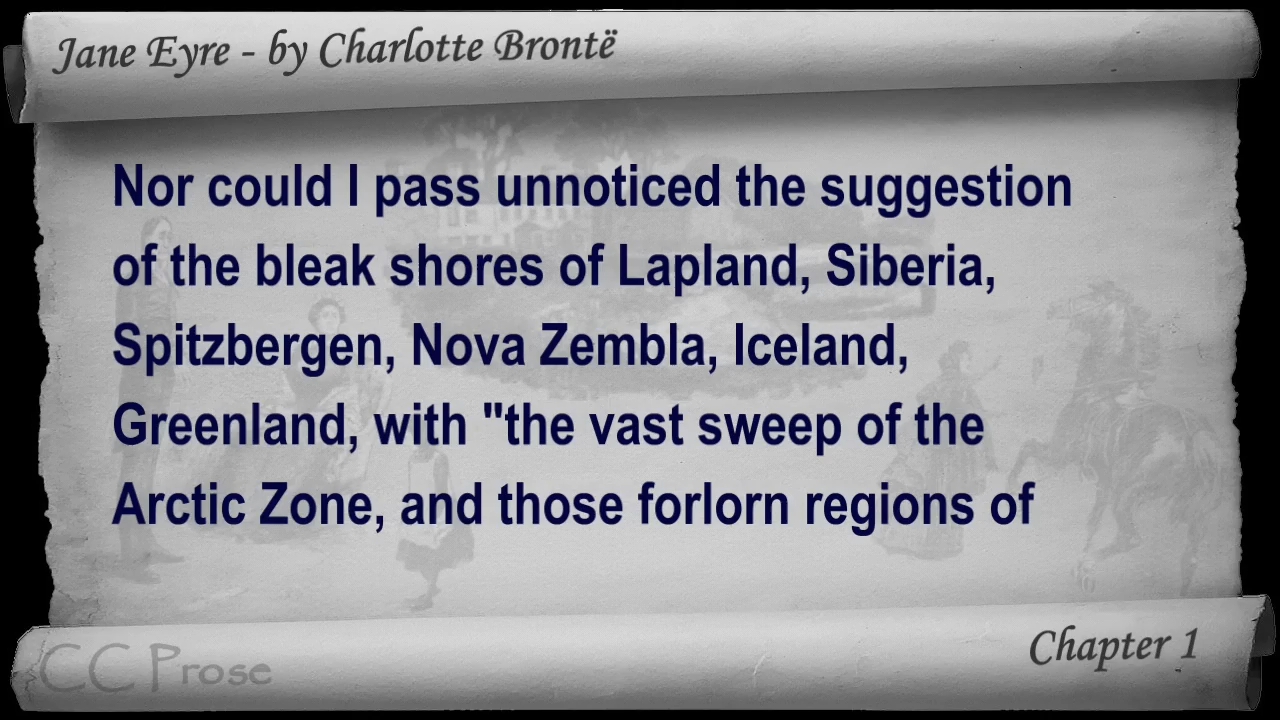 Jane Eyre - by Charlotte Brontë
Nor could I pass unnoticed the suggestion
of the bleak shores of Lapland, Siberia,
Spitzbergen, Nova Zembla, Iceland,
Greenland, with "the vast sweep of the
Arctic Zone, and those forlorn regions of
Chapter 1
CC Prose